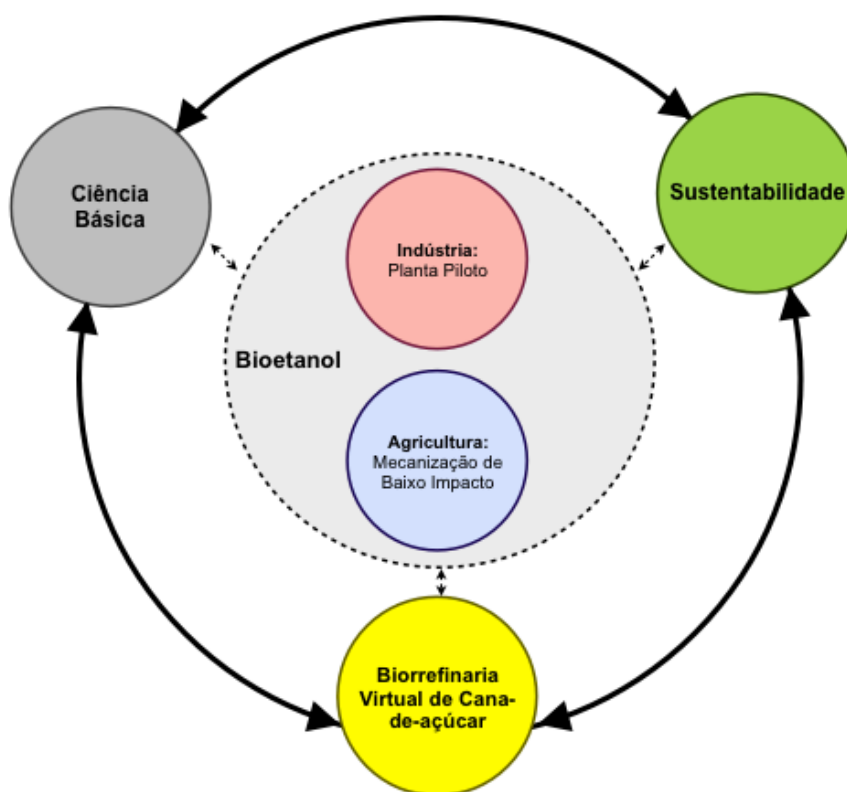 Ciência
Básica
Sustentabilidade
Indústria:
Planta Piloto
Bioetanol
Agricultura:
Mecanização de
Baixo Impacto
Biorrefinaria
Virtual de Cana-
de-açúcar